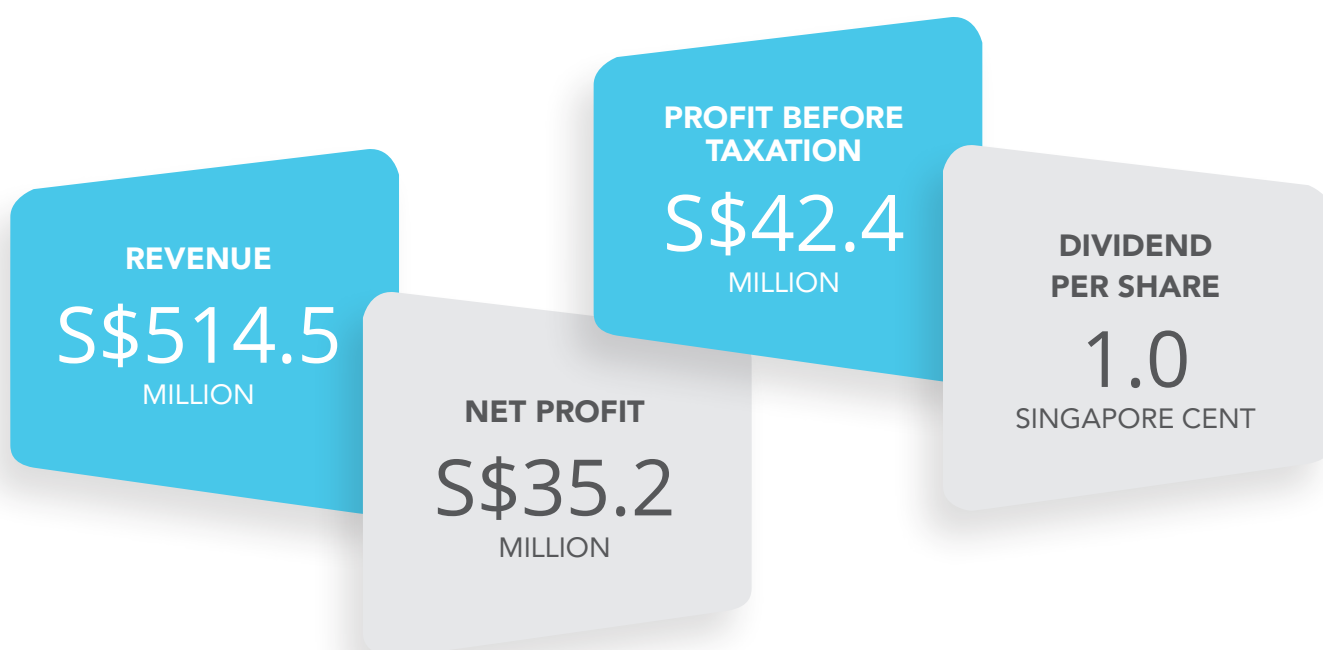 REVENUE
S$514.5
MILLION
NET PROFIT
S$35.2
MILLION
PROFIT BEFORE
TAXATION
S$42.4
MILLION
DIVIDEND
PER SHARE
1.0
SINGAPORE CENT